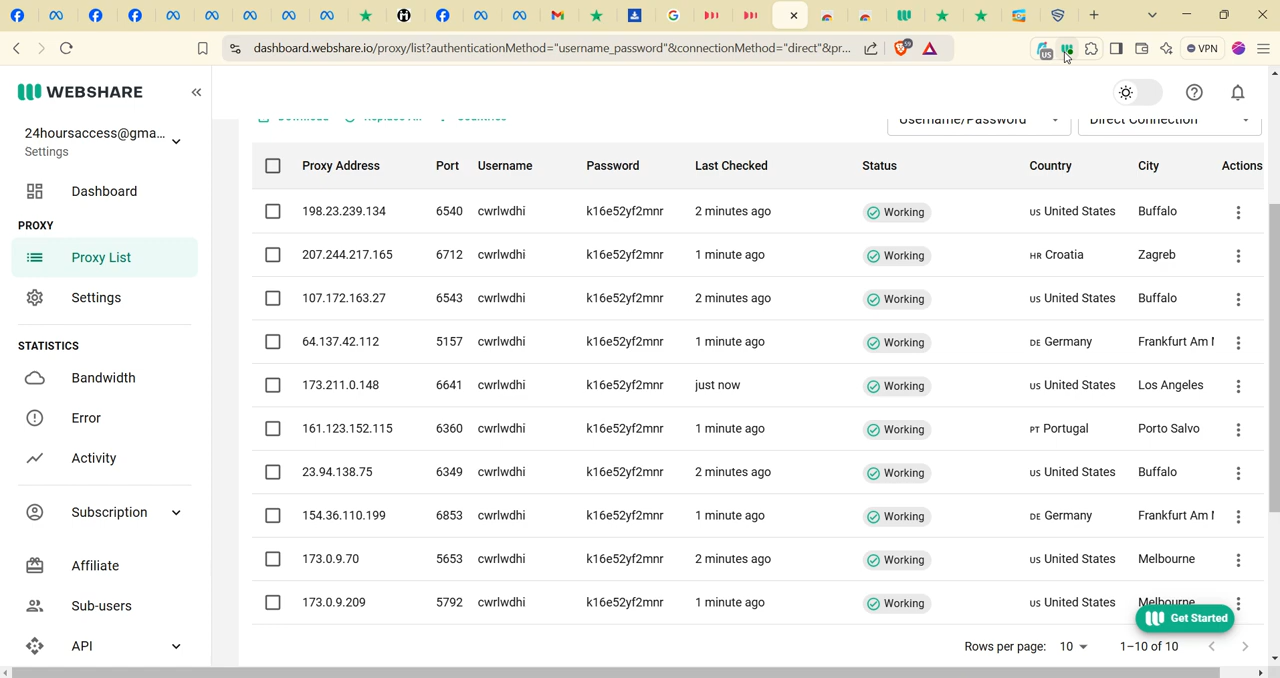 dashboard.webshare.io/proxy/list?authenticationMethod="username_password"&connectionMethod="direct"&pr...
VPN
US
WEBSHARE
24hoursaccess@gma...
Settings
Dashboard
PROXY
Proxy List
Settings
STATISTICS
Bandwidth
Error
Activity
Subscription
Affiliate
Sub-users
API
Download Replace All Countries
Username/Password Direct Connection
Proxy Address Port Username Password Last Checked Status Country City Actions
198.23.239.134 6540 cwrlwdhi k16e52yf2mnr 2 minutes ago Working US United States Buffalo
207.244.217.165 6712 cwrlwdhi k16e52yf2mnr 1 minute ago Working HR Croatia Zagreb
107.172.163.27 6543 cwrlwdhi k16e52yf2mnr 2 minutes ago Working US United States Buffalo
64.137.42.112 5157 cwrlwdhi k16e52yf2mnr 1 minute ago Working DE Germany Frankfurt Am
173.211.0.148 6641 cwrlwdhi k16e52yf2mnr just now Working US United States Los Angeles
161.123.152.115 6360 cwrlwdhi k16e52yf2mnr 1 minute ago Working PT Portugal Porto Salvo
23.94.138.75 6349 cwrlwdhi k16e52yf2mnr 2 minutes ago Working US United States Buffalo
154.36.110.199 6853 cwrlwdhi k16e52yf2mnr 1 minute ago Working DE Germany Frankfurt Am
173.0.9.70 5653 cwrlwdhi k16e52yf2mnr 2 minutes ago Working US United States Melbourne
173.0.9.209 5792 cwrlwdhi k16e52yf2mnr 1 minute ago Working US United States Melbourne
Get Started
Rows per page: 10 1–10 of 10